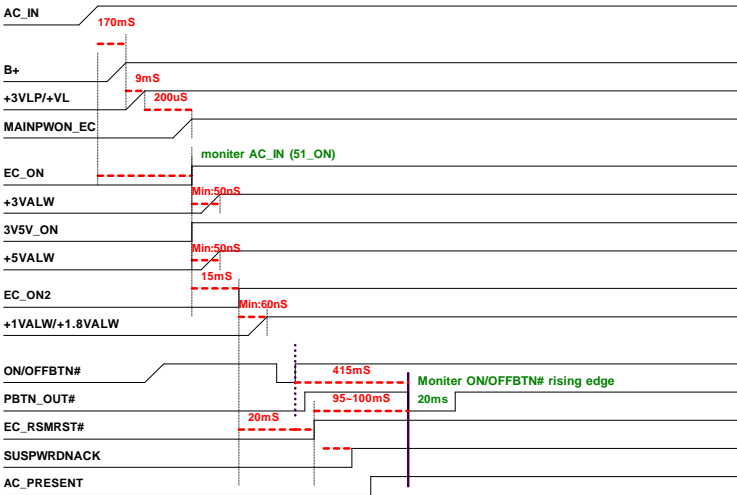 AC_IN
170mS
B+
9mS
+3VLP/+VL
200uS
MAINPWON_EC
moniter AC_IN (51_ON)
EC_ON
Min:50nS
+3VALW
3V5V_ON
Min:50nS
+5VALW
15mS
EC_ON2
Min:60nS
+1VALW/+1.8VALW
ON/OFFBTN#
415mS
Moniter ON/OFFBTN# rising edge
PBTN_OUT#
95~100mS
20ms
20mS
EC_RSMRST#
SUSPWRDNACK
AC_PRESENT